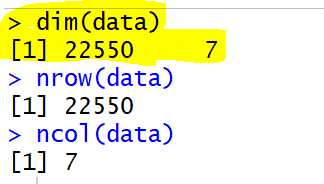 > dim(data)
[1] 22550     7
> nrow(data)
[1] 22550
> ncol(data)
[1] 7